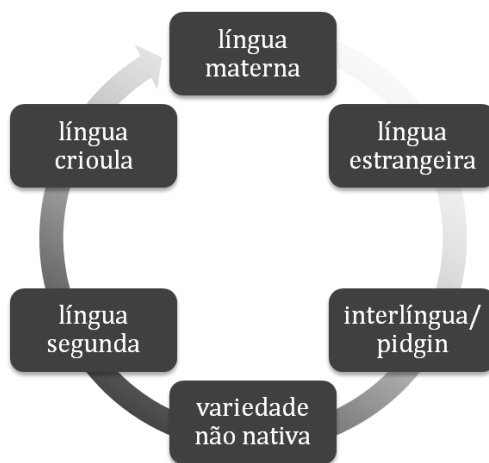 língua
materna
língua
estrangeira
interlíngua/
pidgin
variedade
não nativa
língua
segunda
língua
crioula